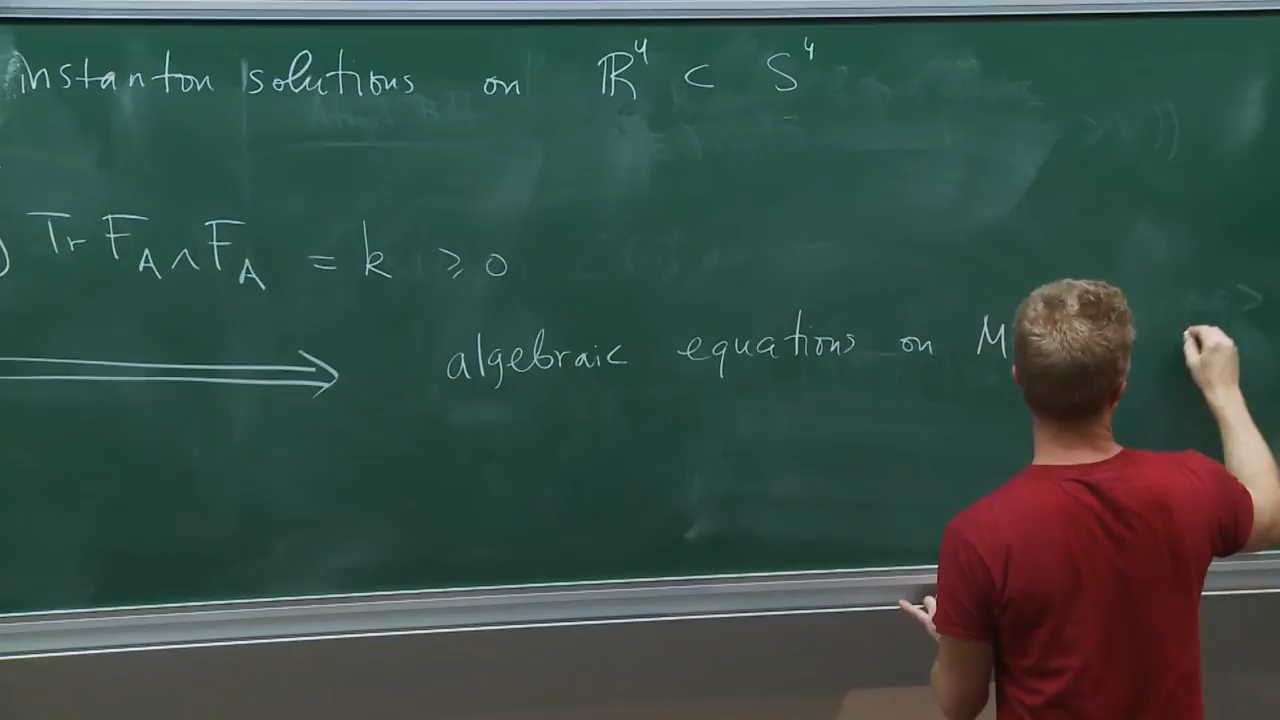 instanton solutions on ℝ⁴ ⊂ S⁴
Tr F_A ∧ F_A = k ⩾ 0
⟹ algebraic equations on M